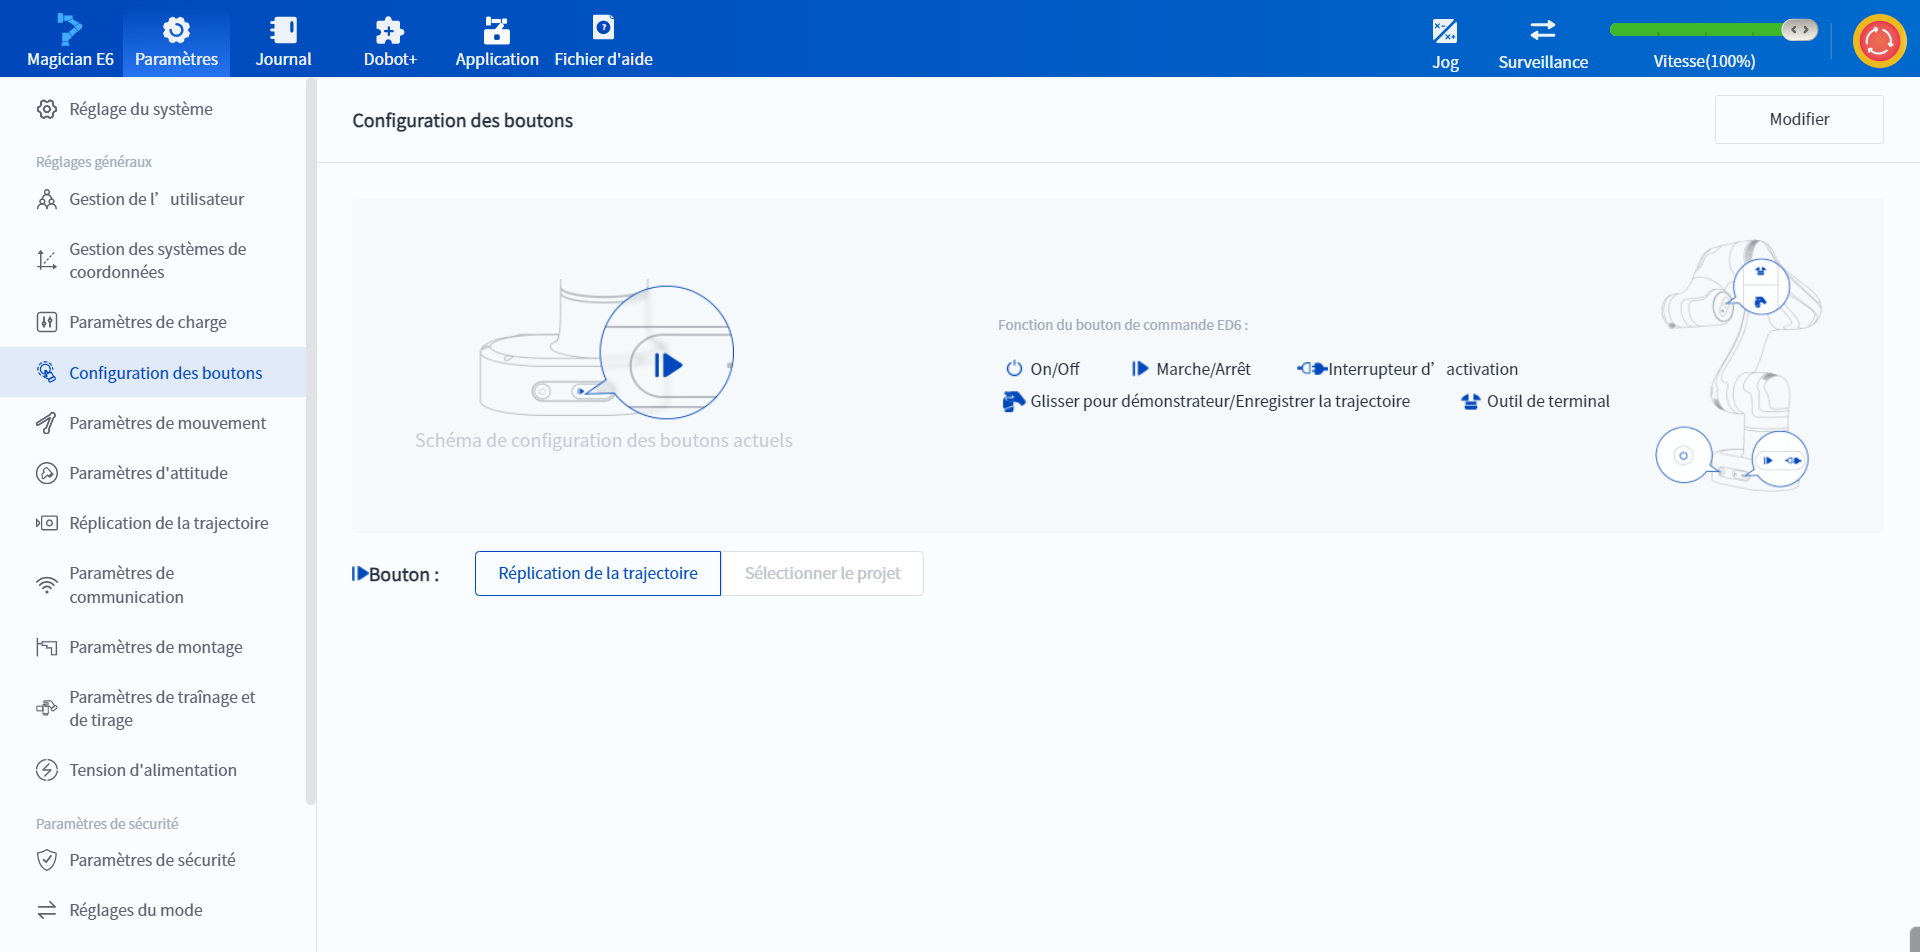 Magician E6
Paramètres
Journal
Dobot+
Application
Fichier d'aide
Jog
Surveillance
Vitesse(100%)
Réglage du système
Réglages généraux
Gestion de l’utilisateur
Gestion des systèmes de
coordonnées
Paramètres de charge
Configuration des boutons
Paramètres de mouvement
Paramètres d'attitude
Réplication de la trajectoire
Paramètres de
communication
Paramètres de montage
Paramètres de traînage et
de tirage
Tension d'alimentation
Paramètres de sécurité
Paramètres de sécurité
Réglages du mode
Configuration des boutons
Modifier
Schéma de configuration des boutons actuels
Fonction du bouton de commande ED6 :
On/Off
Marche/Arrêt
Interrupteur d’activation
Glisser pour démonstrateur/Enregistrer la trajectoire
Outil de terminal
Bouton :
Réplication de la trajectoire
Sélectionner le projet